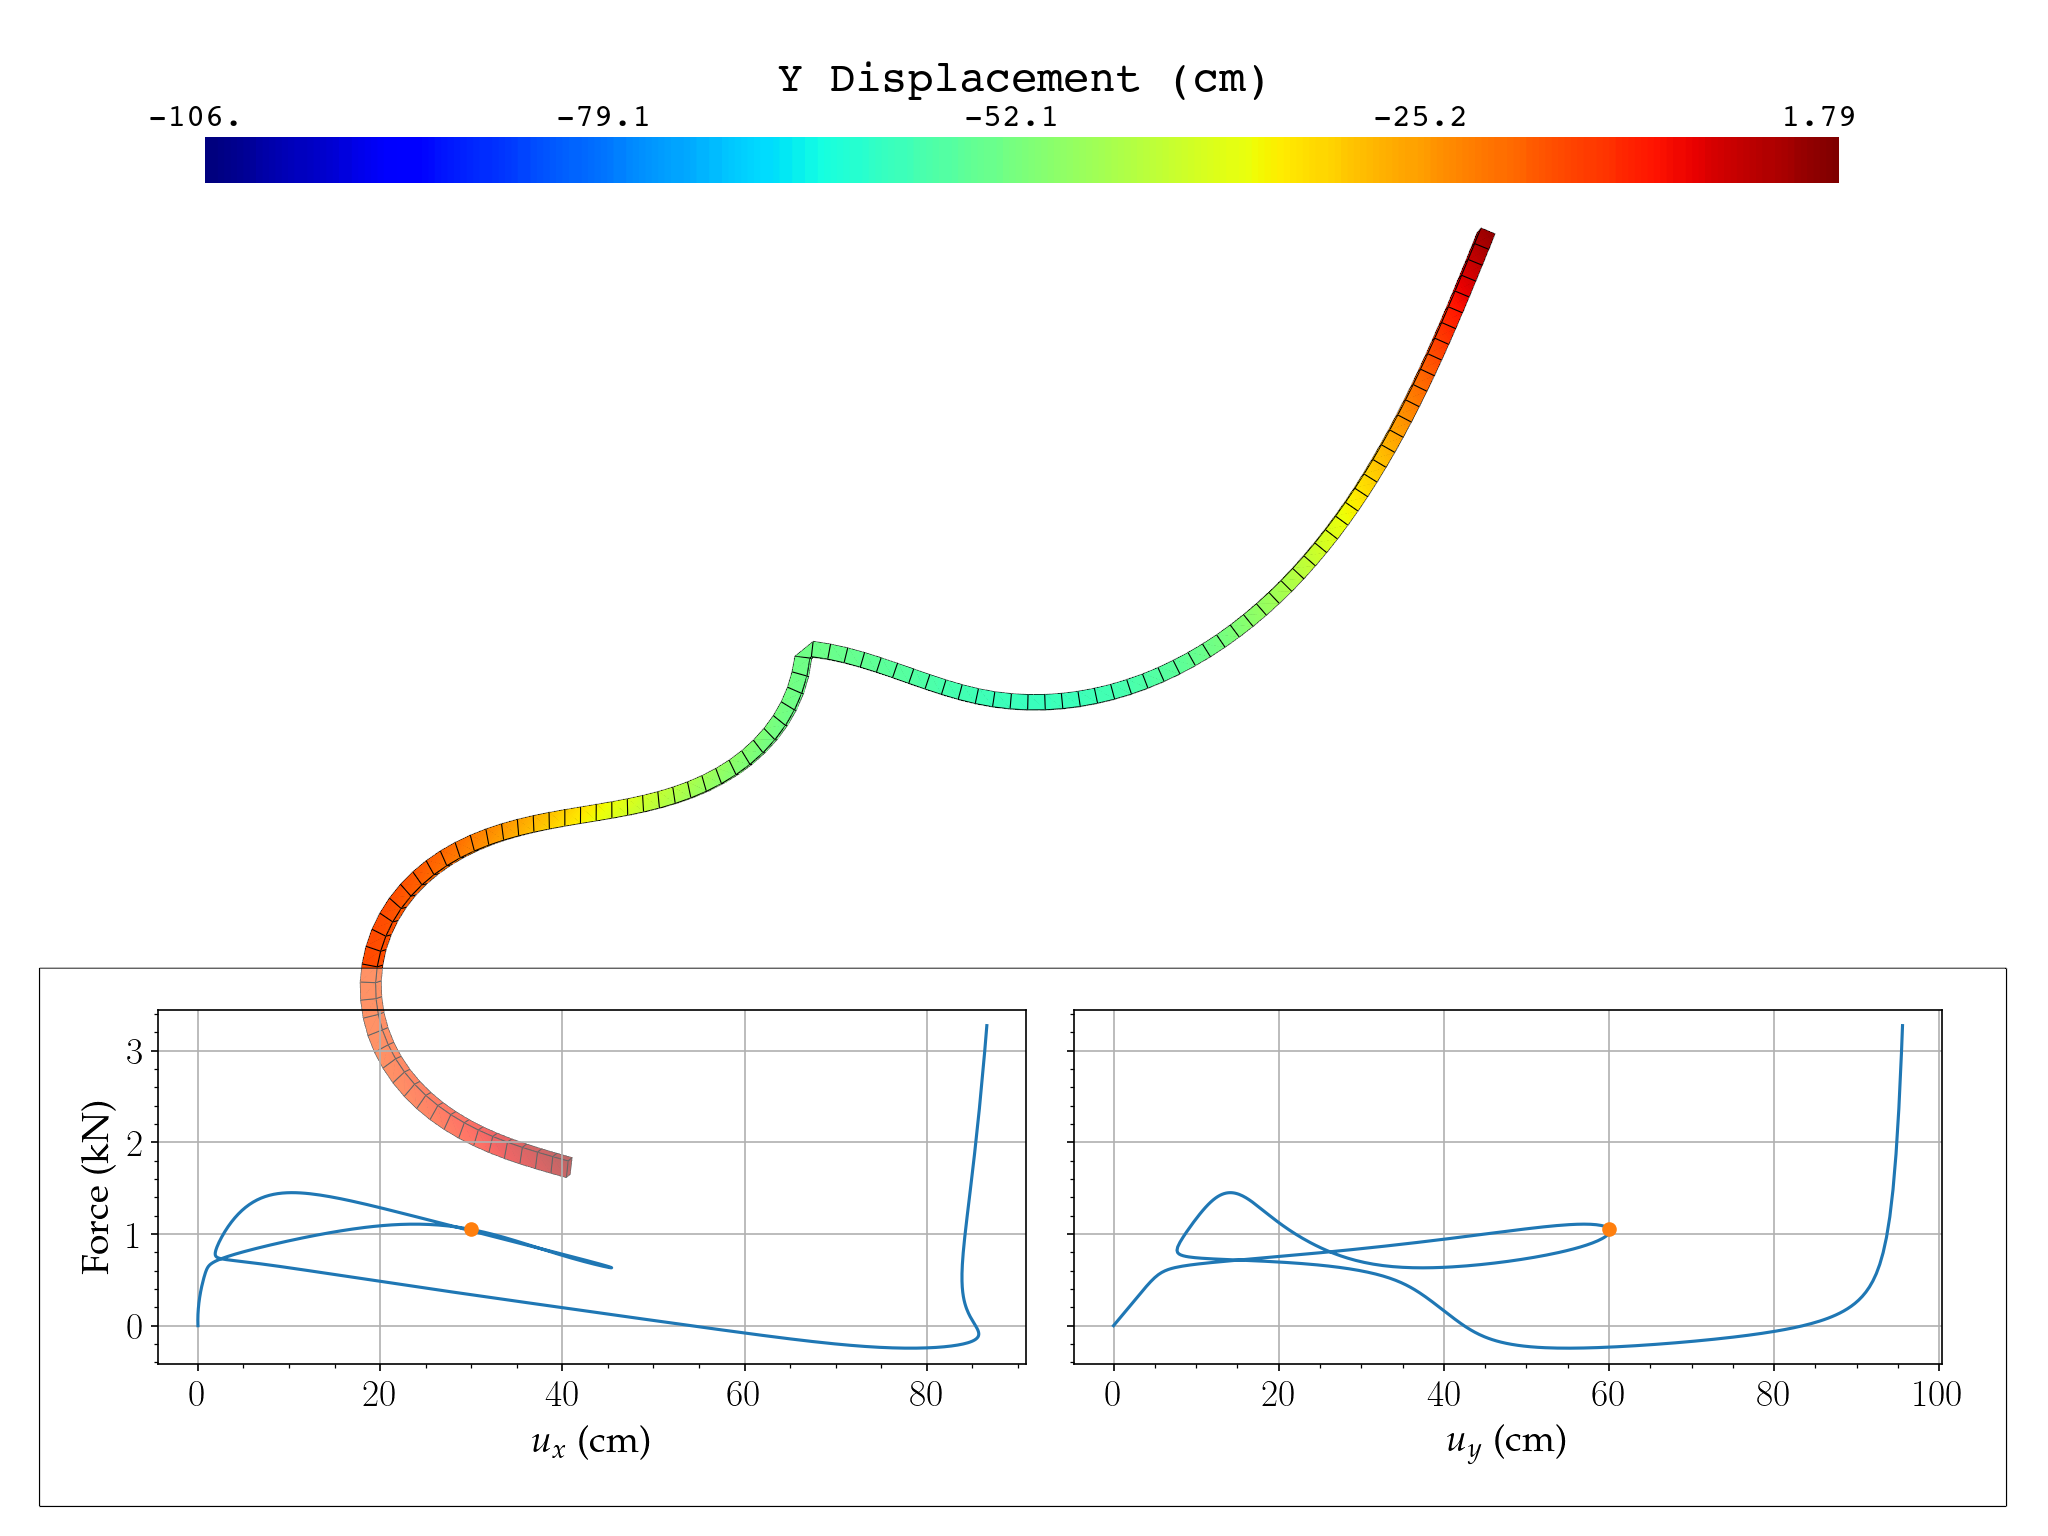 Y Displacement (cm)
-106. -79.1 -52.1 -25.2 1.79
Force (kN)
3
2
1
0
0 20 40 60 80
0 20 40 60 80 100
u_x (cm)
u_y (cm)